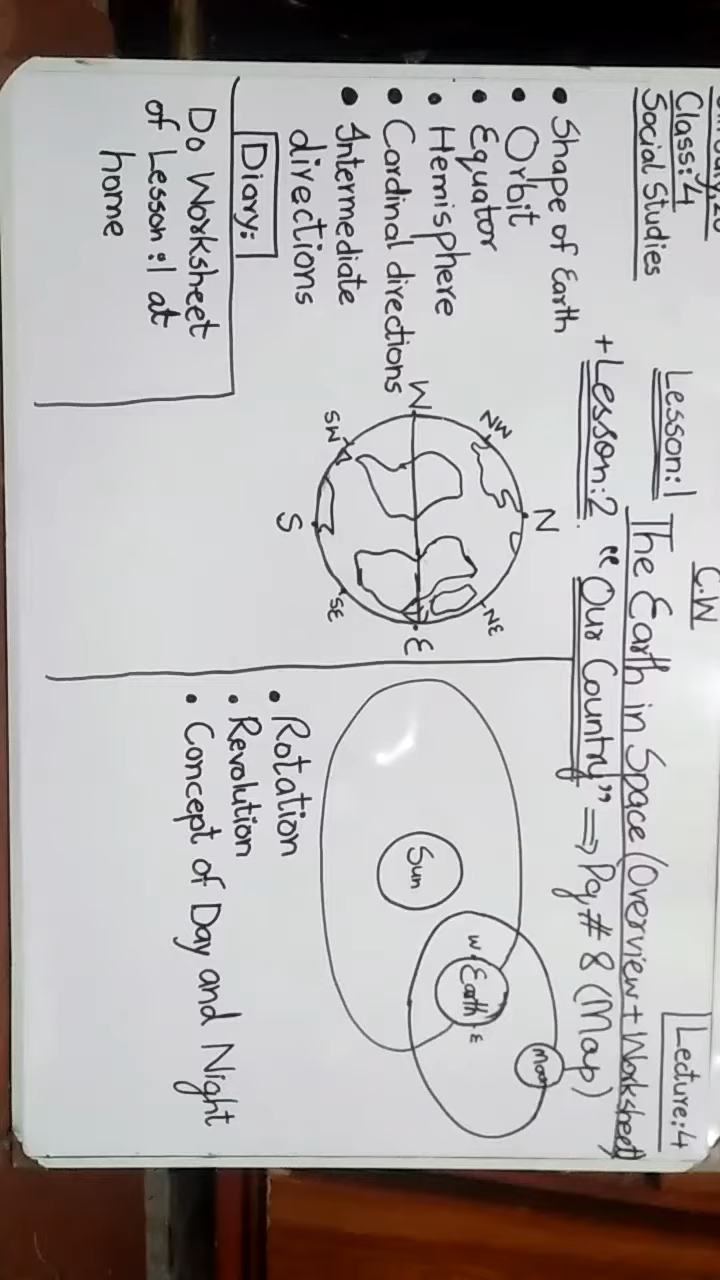 C.W
Lecture:4
Class:4
Social Studies
Lesson:1 The Earth in Space (Overview + Worksheet)
+ Lesson:2 "Our Country" ⇒ Pg # 8 (Map)
• Shape of Earth
• Orbit
• Equator
• Hemisphere
• Cardinal directions
• Intermediate
directions
Diary:
Do Worksheet
of Lesson:1 at
home
N
NW
NE
W
E
SW
SE
S
Sun
W Earth E
Moon
• Rotation
• Revolution
• Concept of Day and Night